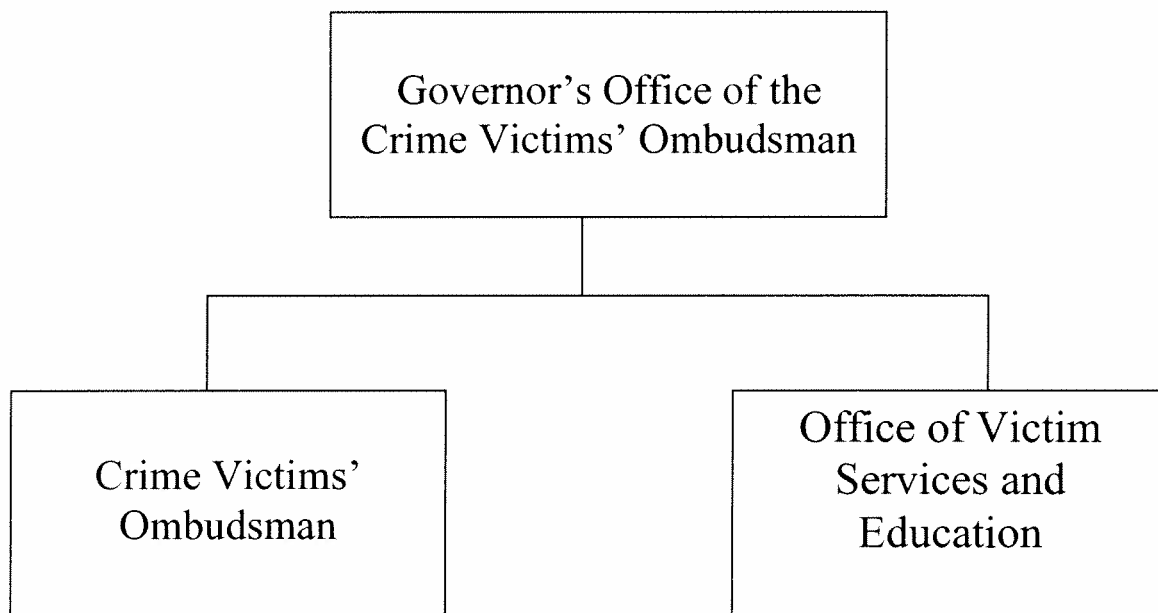 Governor’s Office of the
Crime Victims’ Ombudsman
Crime Victims’
Ombudsman
Office of Victim
Services and
Education